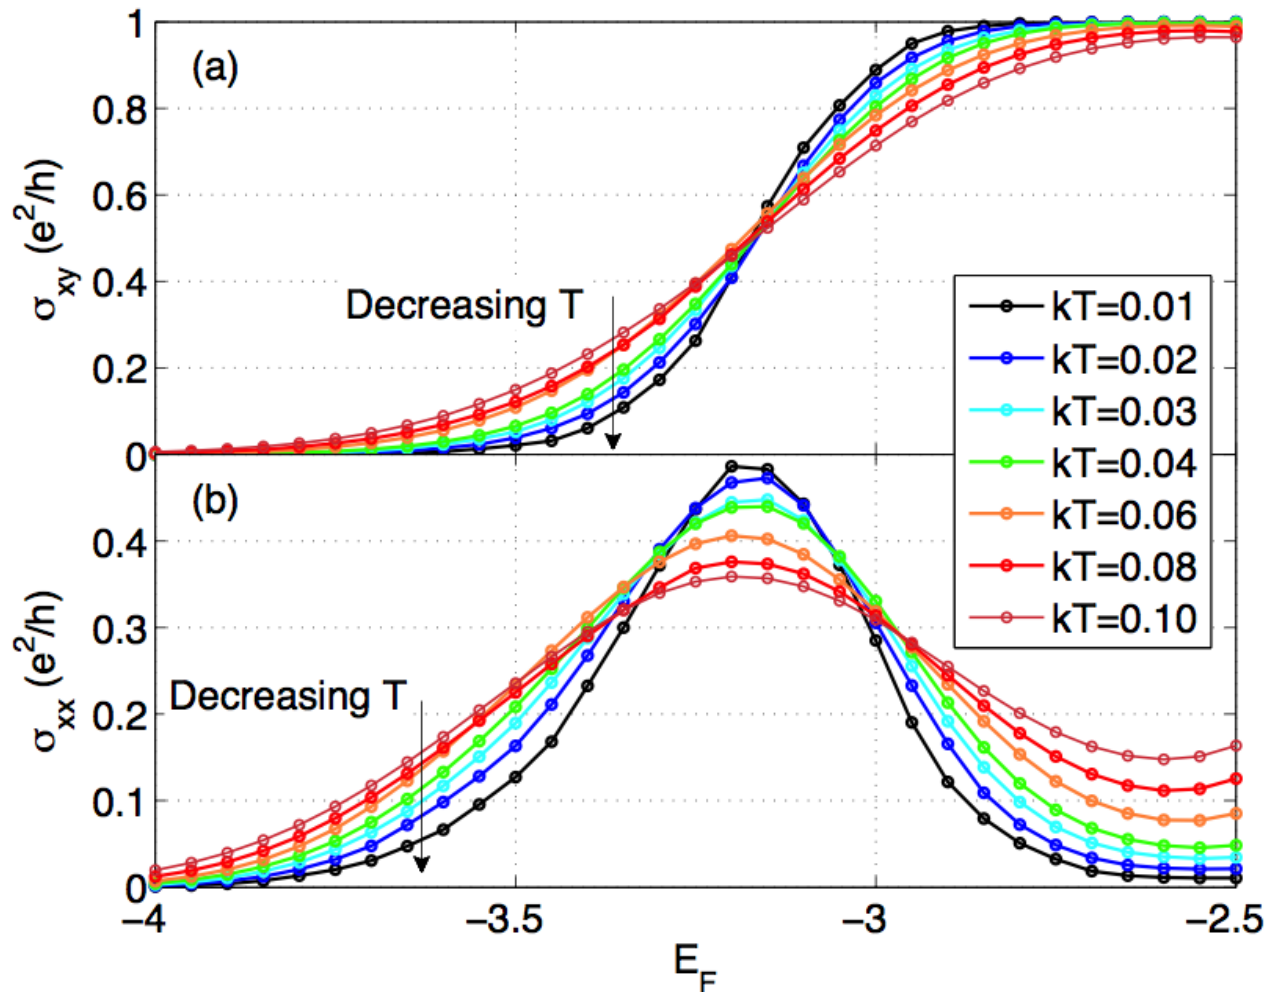 1
(a)
0.8
σxy (e²/h)
0.6
0.4
Decreasing T
0.2
0
kT=0.01
kT=0.02
kT=0.03
kT=0.04
kT=0.06
kT=0.08
kT=0.10
(b)
0.4
0.3
σxx (e²/h)
Decreasing T
0.2
0.1
0
−4
−3.5
−3
−2.5
EF